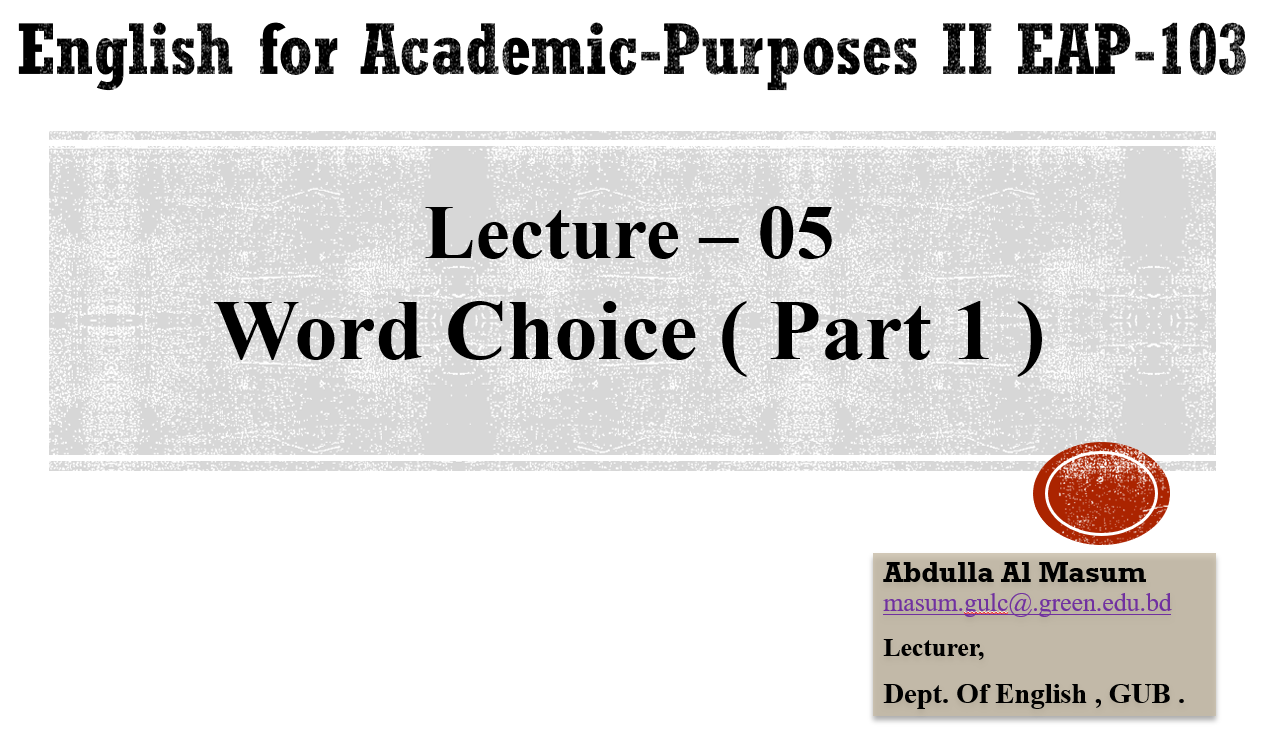 English for Academic-Purposes II EAP-103
Lecture – 05
Word Choice ( Part 1 )
Abdulla Al Masum
masum.gulc@.green.edu.bd
Lecturer,
Dept. Of English , GUB .